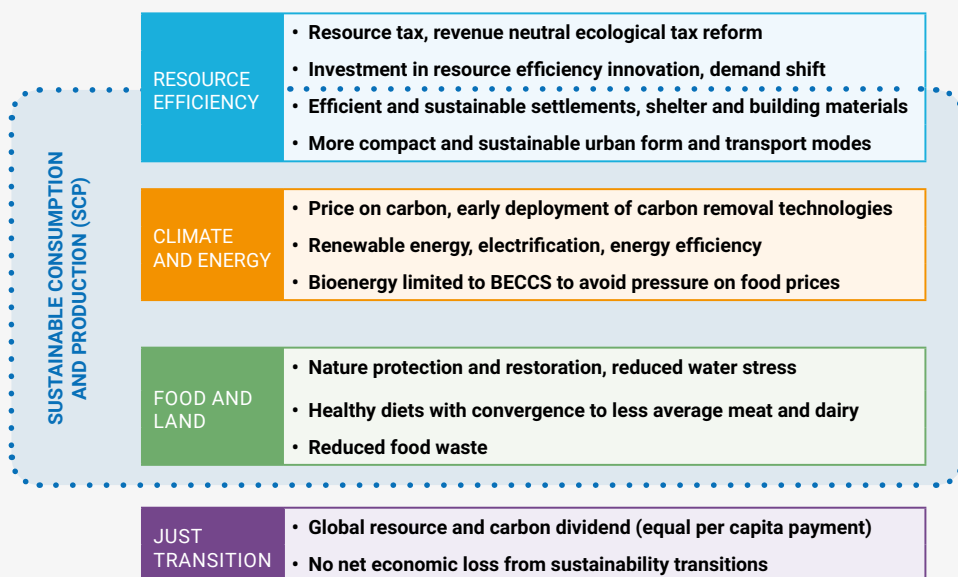 RESOURCE
EFFICIENCY
• Resource tax, revenue neutral ecological tax reform
• Investment in resource efficiency innovation, demand shift
• Efficient and sustainable settlements, shelter and building materials
• More compact and sustainable urban form and transport modes
SUSTAINABLE CONSUMPTION
AND PRODUCTION (SCP)
CLIMATE
AND ENERGY
• Price on carbon, early deployment of carbon removal technologies
• Renewable energy, electrification, energy efficiency
• Bioenergy limited to BECCS to avoid pressure on food prices
FOOD AND
LAND
• Nature protection and restoration, reduced water stress
• Healthy diets with convergence to less average meat and dairy
• Reduced food waste
JUST
TRANSITION
• Global resource and carbon dividend (equal per capita payment)
• No net economic loss from sustainability transitions